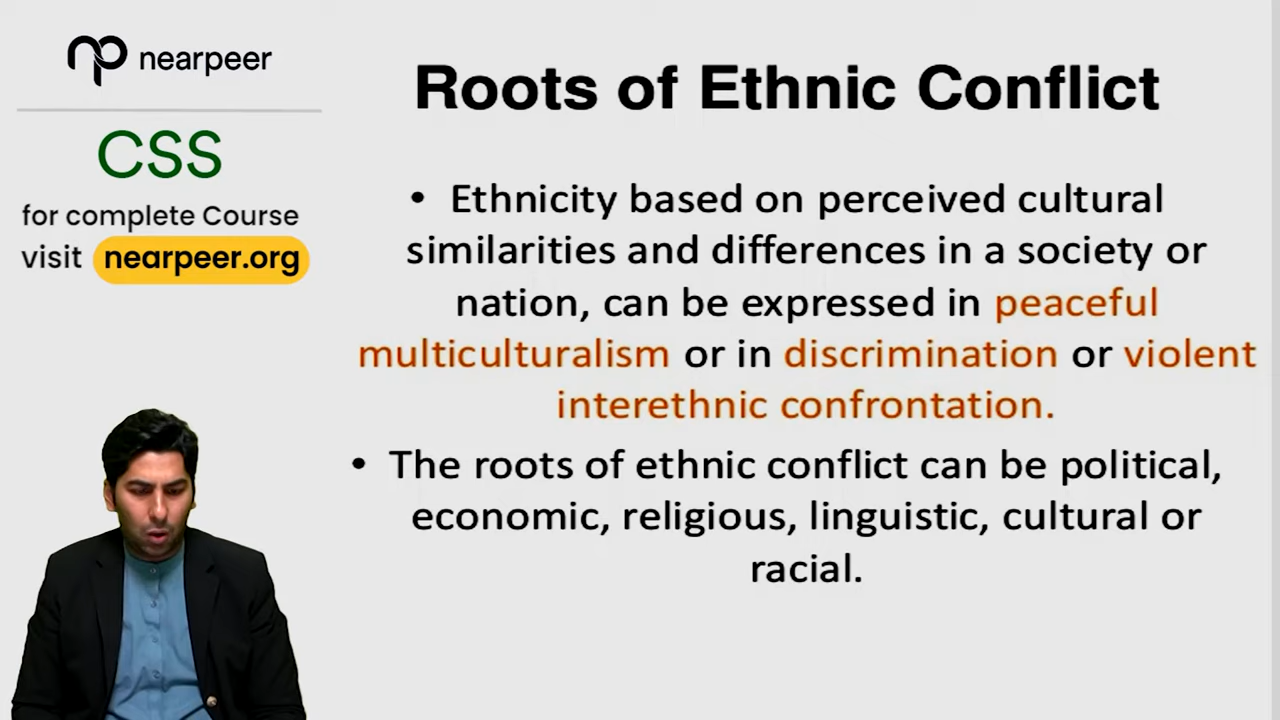 nearpeer
CSS
for complete Course
visit nearpeer.org
Roots of Ethnic Conflict
• Ethnicity based on perceived cultural
similarities and differences in a society or
nation, can be expressed in peaceful
multiculturalism or in discrimination or violent
interethnic confrontation.
• The roots of ethnic conflict can be political,
economic, religious, linguistic, cultural or
racial.